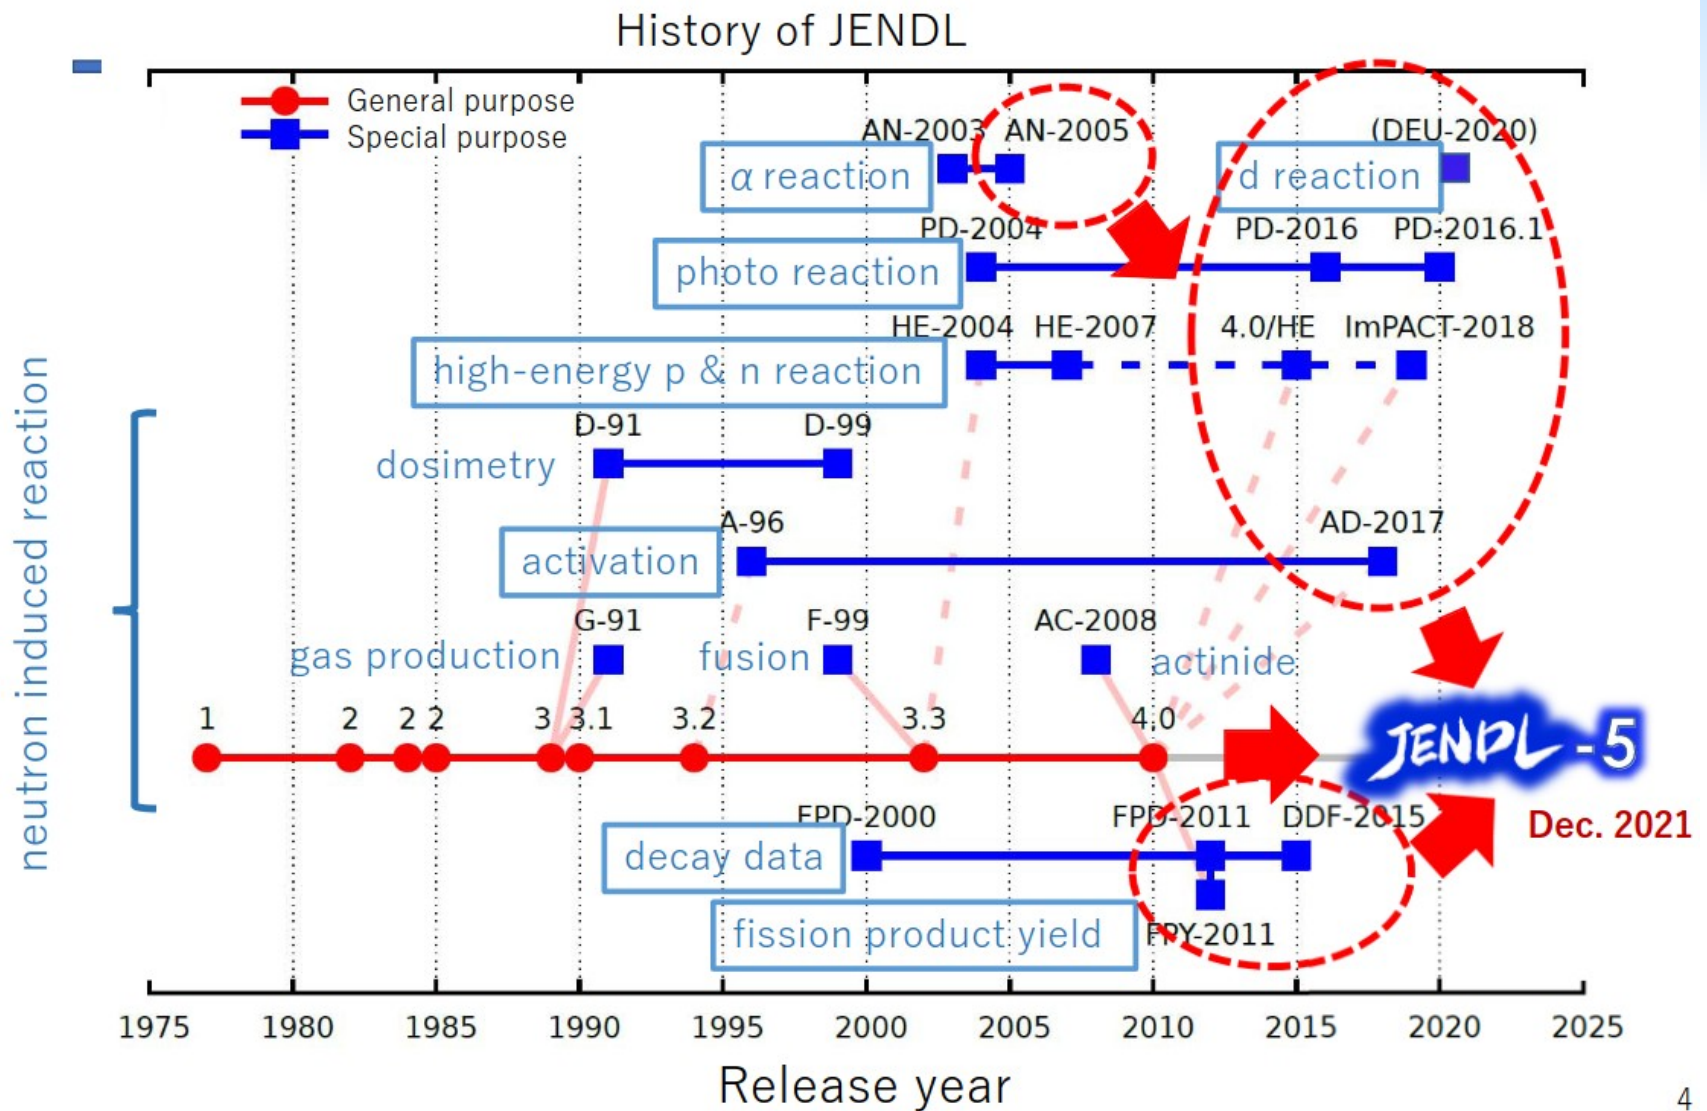 History of JENDL
General purpose
Special purpose
AN-2003 AN-2005 (DEU-2020)
α reaction d reaction
PD-2004 PD-2016 PD-2016.1
photo reaction
HE-2004 HE-2007 4.0/HE ImPACT-2018
high-energy p & n reaction
D-91 D-99
dosimetry
A-96 AD-2017
activation
G-91 F-99 AC-2008
gas production fusion actinide
1 2 2 2 3 3.1 3.2 3.3 4.0
JENDL-5
Dec. 2021
FPD-2000 FPD-2011 DDF-2015
decay data
fission product yield FPY-2011
neutron induced reaction
1975 1980 1985 1990 1995 2000 2005 2010 2015 2020 2025
Release year
4